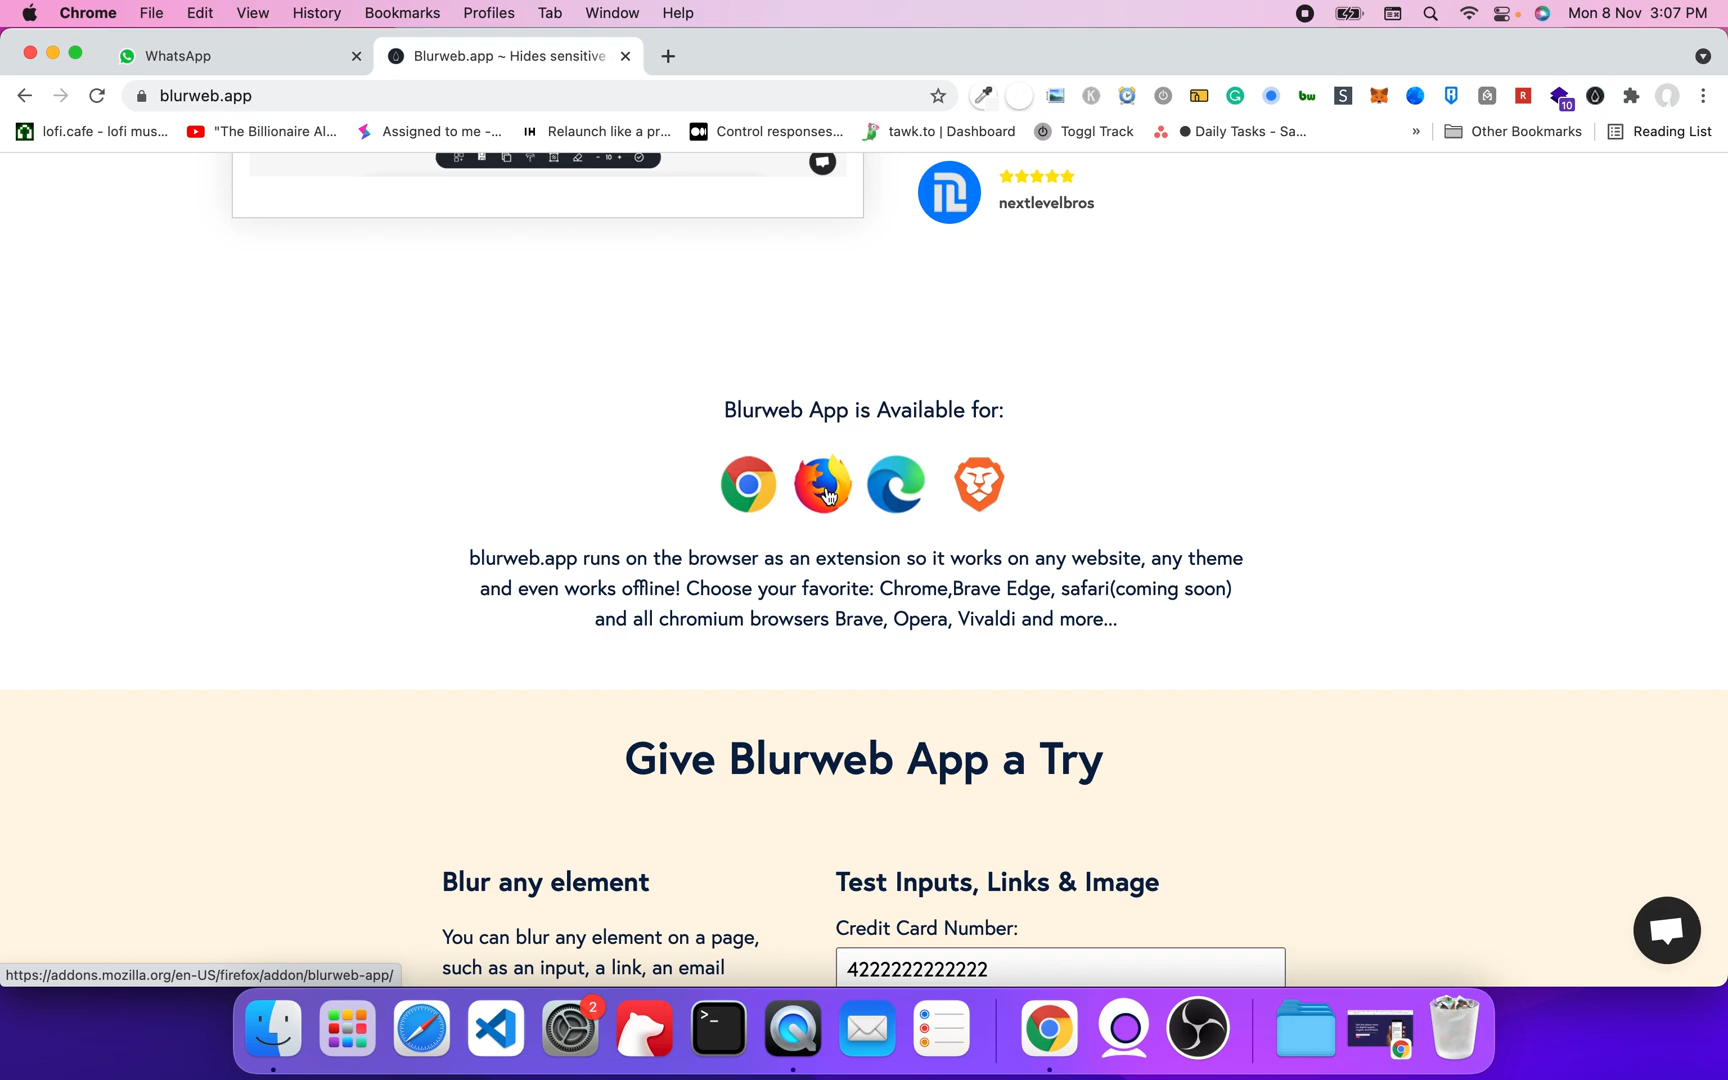 Chrome File Edit View History Bookmarks Profiles Tab Window Help Mon 8 Nov 3:07 PM
WhatsApp Blurweb.app ~ Hides sensitive
blurweb.app
K S bw R 10
lofi.cafe - lofi mus... "The Billionaire Al... Assigned to me -... IH Relaunch like a pr... Control responses... tawk.to | Dashboard Toggl Track Daily Tasks - Sa... » Other Bookmarks Reading List
- 10 +
nextlevelbros
Blurweb App is Available for:
blurweb.app runs on the browser as an extension so it works on any website, any theme
and even works offline! Choose your favorite: Chrome,Brave Edge, safari(coming soon)
and all chromium browsers Brave, Opera, Vivaldi and more...
Give Blurweb App a Try
Blur any element
You can blur any element on a page,
such as an input, a link, an email
Test Inputs, Links & Image
Credit Card Number:
4222222222222
https://addons.mozilla.org/en-US/firefox/addon/blurweb-app/
2